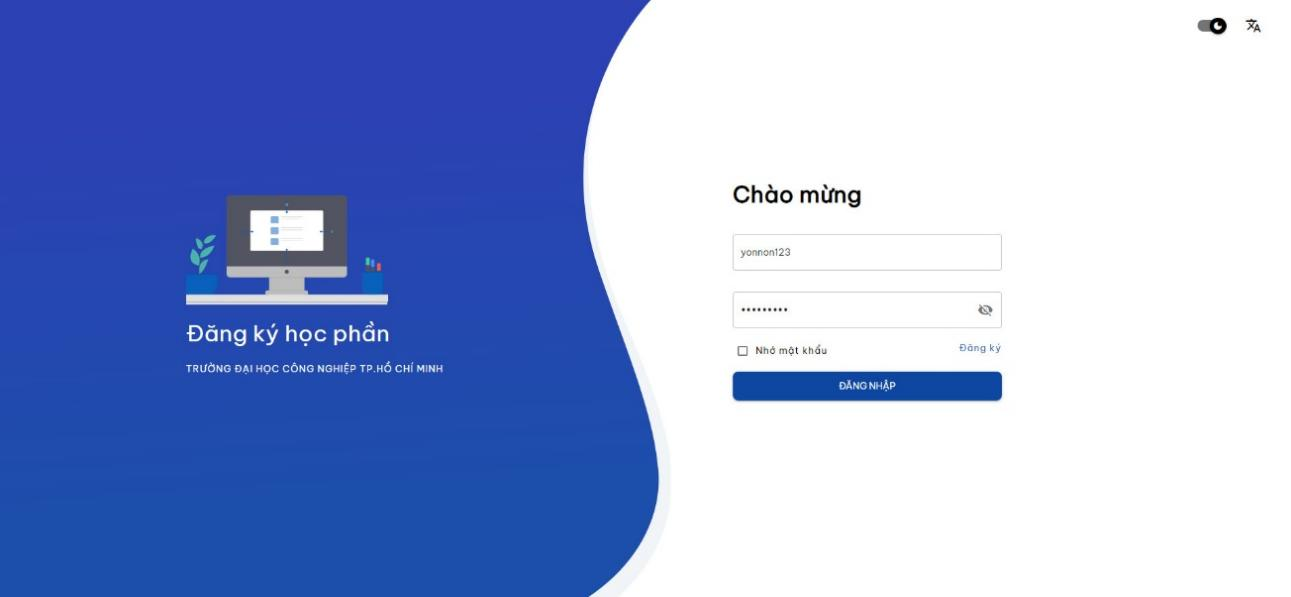 Chào mừng
yonnon123
•••••••••
Nhớ mật khẩu
Đăng ký
ĐĂNG NHẬP
Đăng ký học phần
TRƯỜNG ĐẠI HỌC CÔNG NGHIỆP TP.HỒ CHÍ MINH